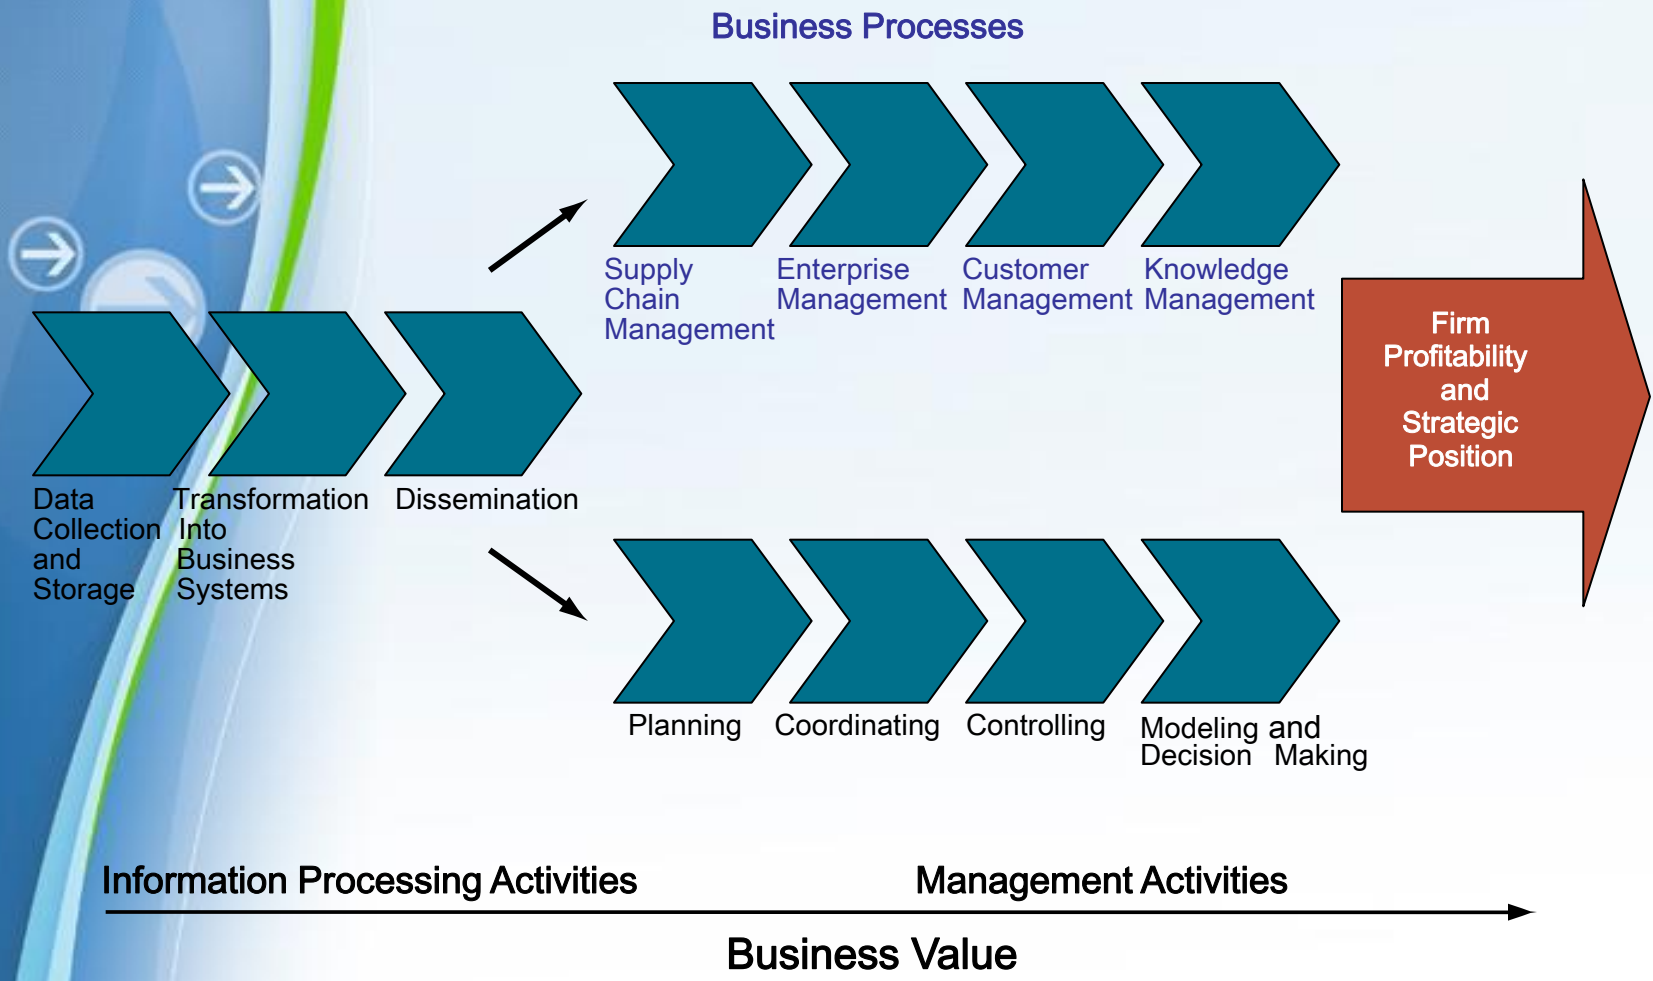 Business Processes
Supply
Chain
Management
Enterprise
Management
Customer
Management
Knowledge
Management
Firm
Profitability
and
Strategic
Position
Data
Collection
and
Storage
Transformation
Into
Business
Systems
Dissemination
Planning
Coordinating
Controlling
Modeling and
Decision Making
Information Processing Activities
Management Activities
Business Value